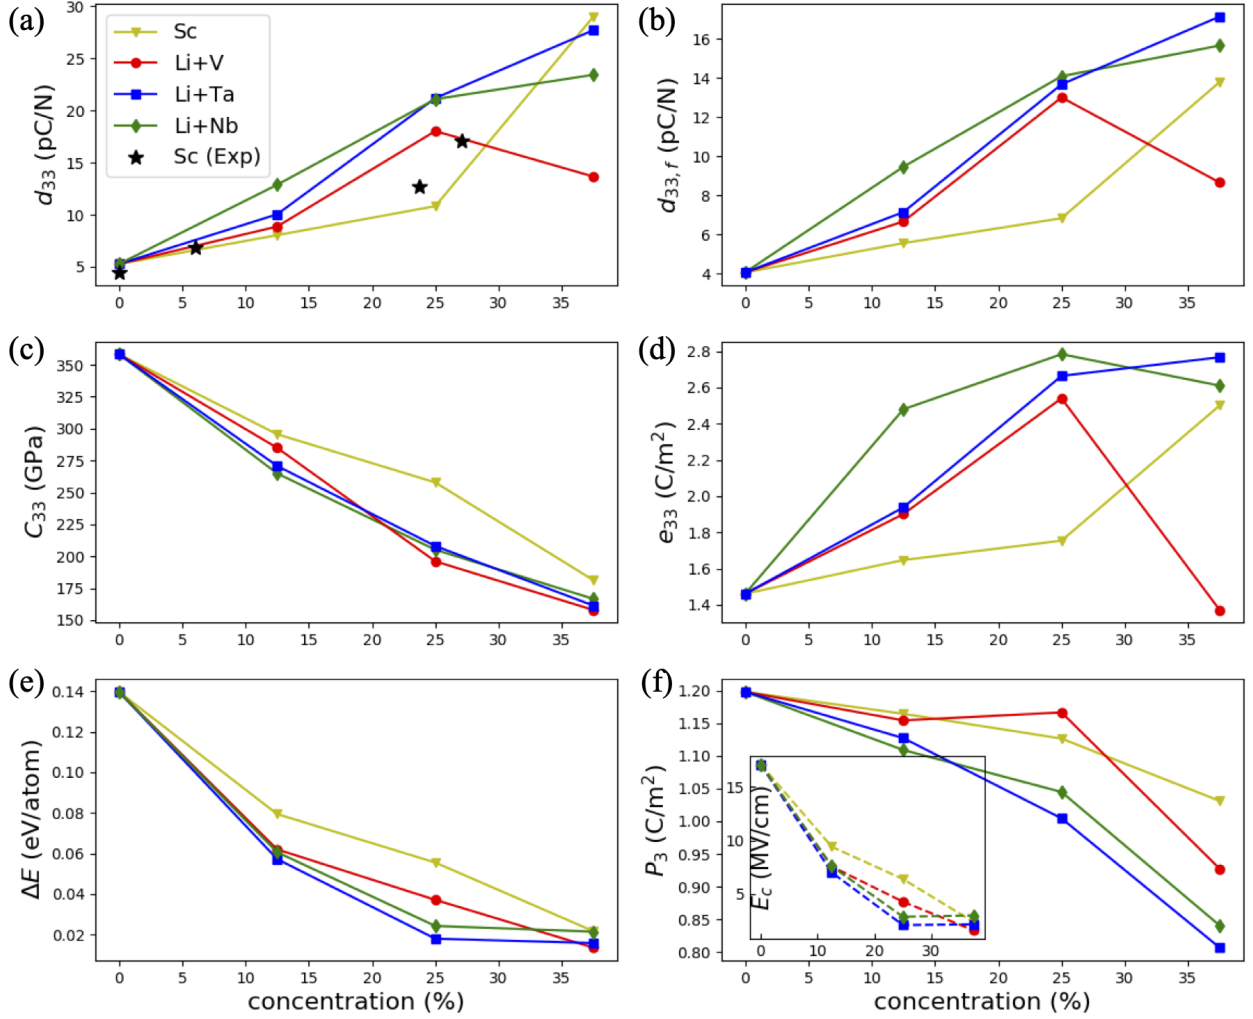 (a)
30
25
20
15
10
5
d33 (pC/N)
Sc
Li+V
Li+Ta
Li+Nb
Sc (Exp)
0 5 10 15 20 25 30 35
(b)
16
14
12
10
8
6
4
d33,f (pC/N)
0 5 10 15 20 25 30 35
(c)
350
325
300
275
250
225
200
175
150
C33 (GPa)
0 5 10 15 20 25 30 35
(d)
2.8
2.6
2.4
2.2
2.0
1.8
1.6
1.4
e33 (C/m²)
0 5 10 15 20 25 30 35
(e)
0.14
0.12
0.10
0.08
0.06
0.04
0.02
ΔE (eV/atom)
0 5 10 15 20 25 30 35
concentration (%)
(f)
1.20
1.15
1.10
1.05
1.00
0.95
0.90
0.85
0.80
P3 (C/m²)
15
10
5
Ec (MV/cm)
0 10 20 30
0 5 10 15 20 25 30 35
concentration (%)